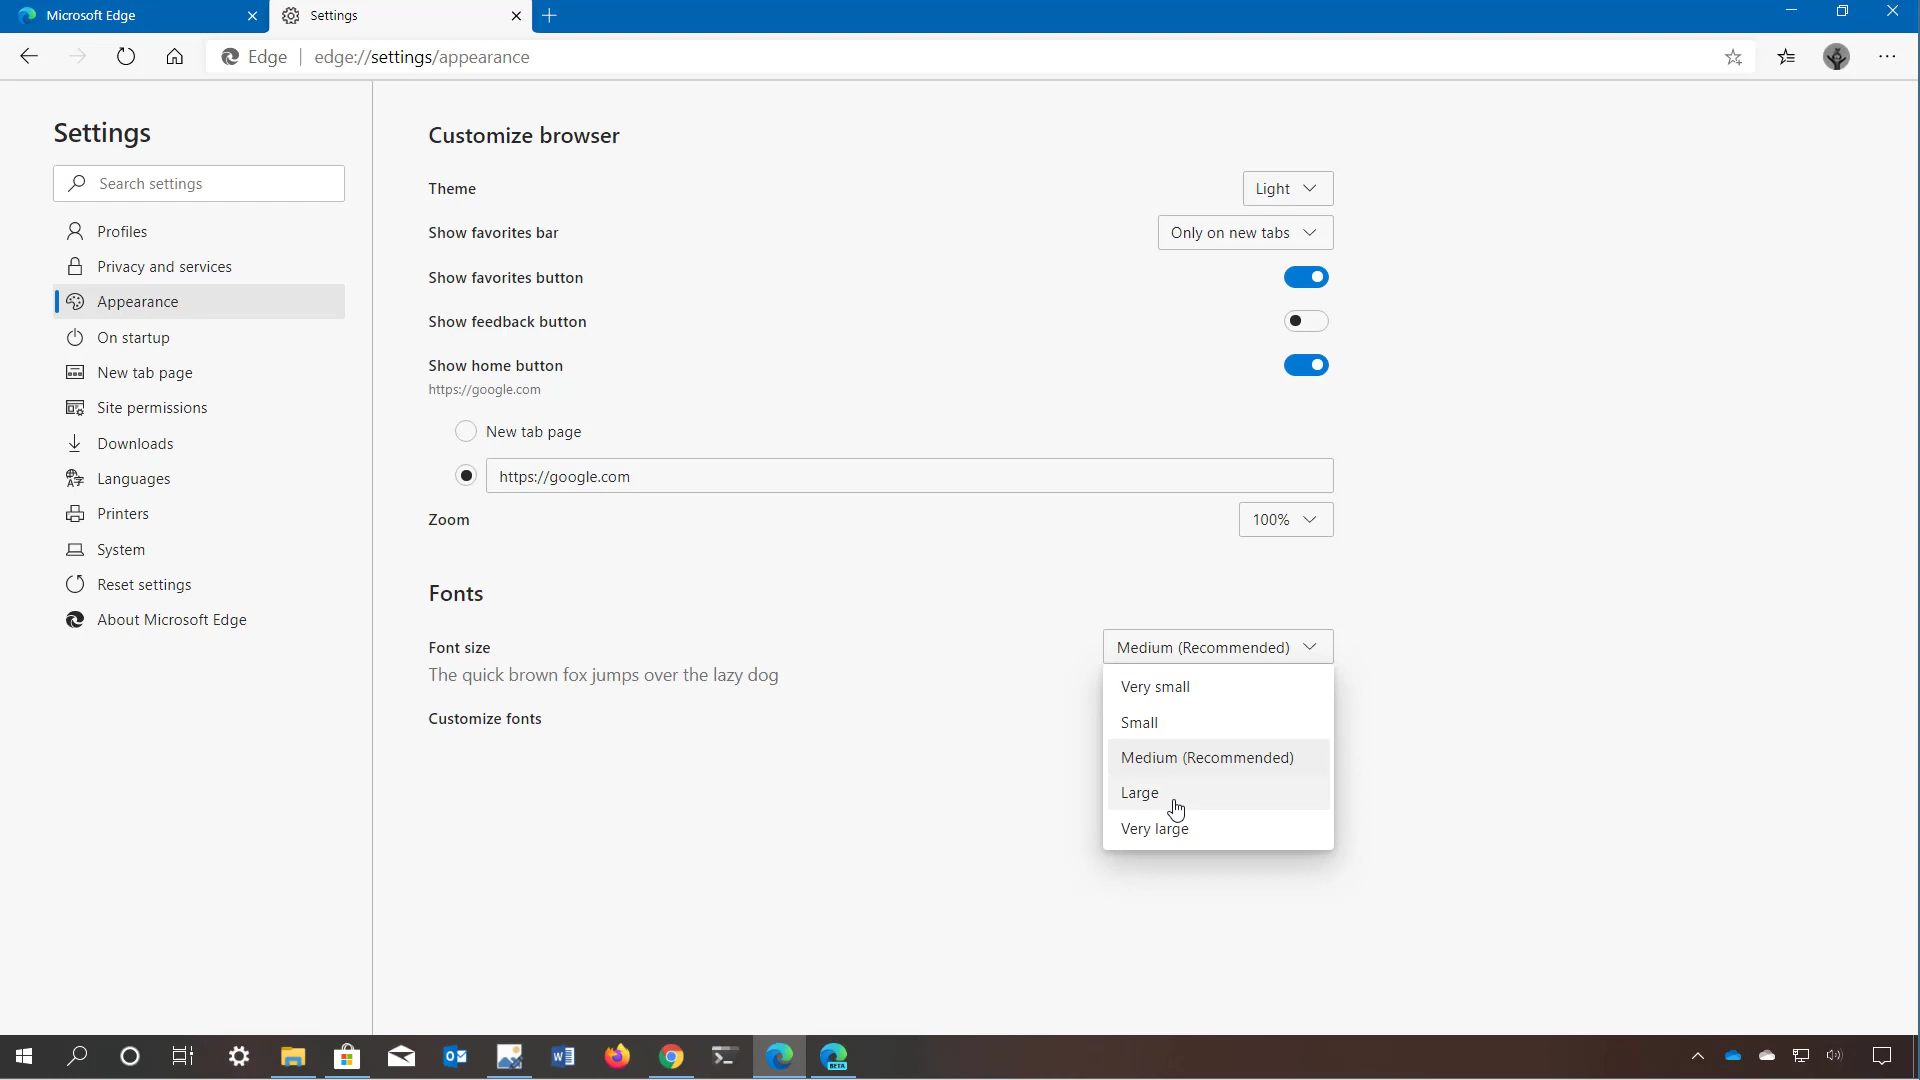 Microsoft Edge
Settings
Edge | edge://settings/appearance
Settings
Search settings
Profiles
Privacy and services
Appearance
On startup
New tab page
Site permissions
Downloads
Languages
Printers
System
Reset settings
About Microsoft Edge
Customize browser
Theme
Light
Show favorites bar
Only on new tabs
Show favorites button
Show feedback button
Show home button
https://google.com
New tab page
https://google.com
Zoom
100%
Fonts
Font size
Medium (Recommended)
The quick brown fox jumps over the lazy dog
Very small
Small
Medium (Recommended)
Large
Very large
Customize fonts
BETA